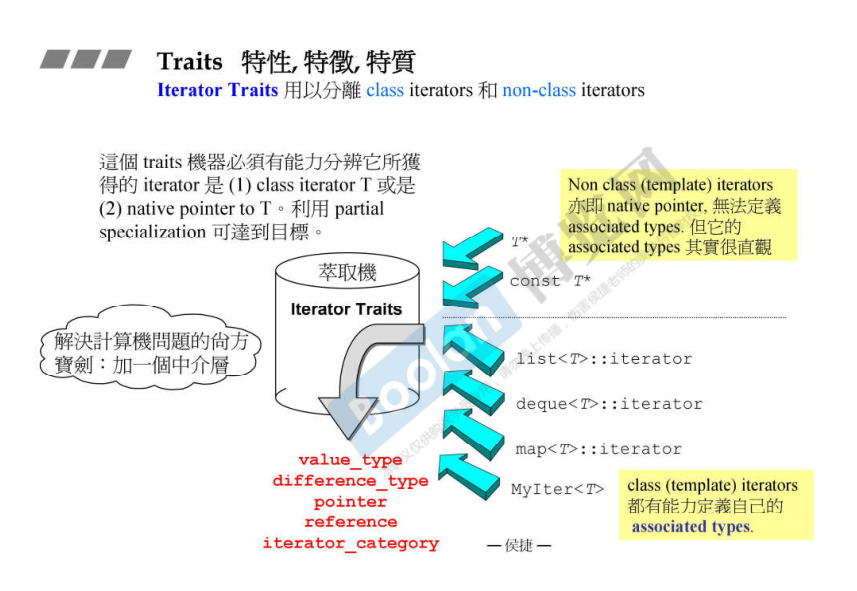 Traits 特性, 特徵, 特質
Iterator Traits 用以分離 class iterators 和 non-class iterators
這個 traits 機器必須有能力分辨它所獲
得的 iterator 是 (1) class iterator T 或是
(2) native pointer to T。利用 partial
specialization 可達到目標。
Non class (template) iterators
亦即 native pointer, 無法定義
associated types. 但它的
associated types 其實很直觀
T*
const T*
萃取機
Iterator Traits
解決計算機問題的尚方
寶劍：加一個中介層
list<T>::iterator
deque<T>::iterator
map<T>::iterator
MyIter<T>
class (template) iterators
都有能力定義自己的
associated types.
value_type
difference_type
pointer
reference
iterator_category
— 侯捷 —
Boolan
博览网